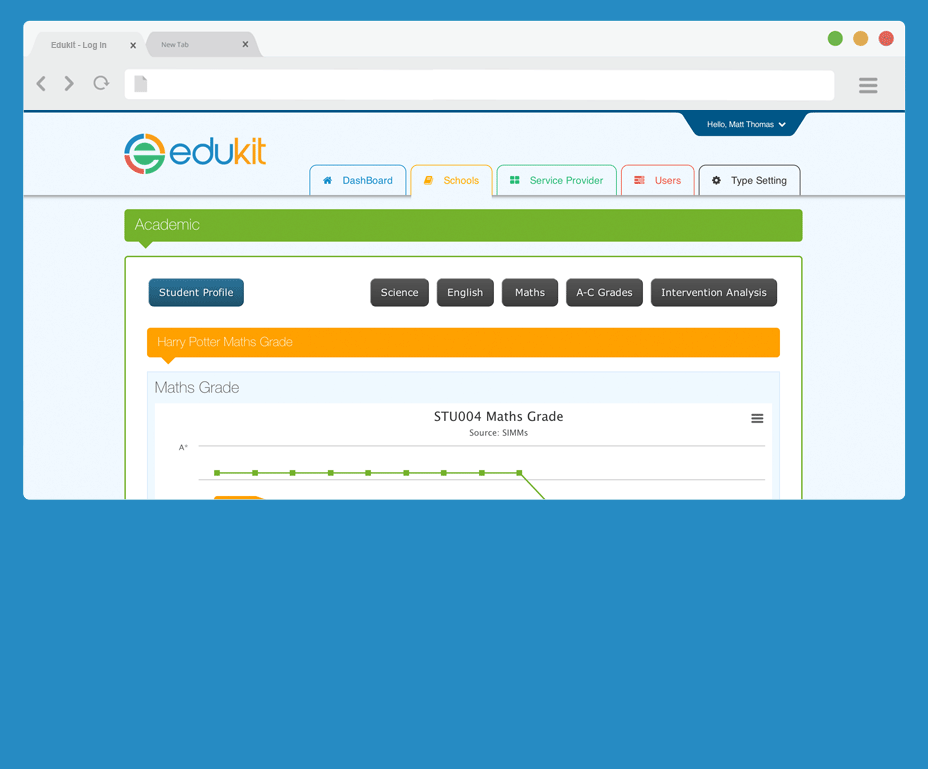 Edukit - Log in
New Tab
Hello, Matt Thomas
edukit
DashBoard
Schools
Service Provider
Users
Type Setting
Academic
Student Profile
Science
English
Maths
A-C Grades
Intervention Analysis
Harry Potter Maths Grade
Maths Grade
STU004 Maths Grade
Source: SIMMs
A*